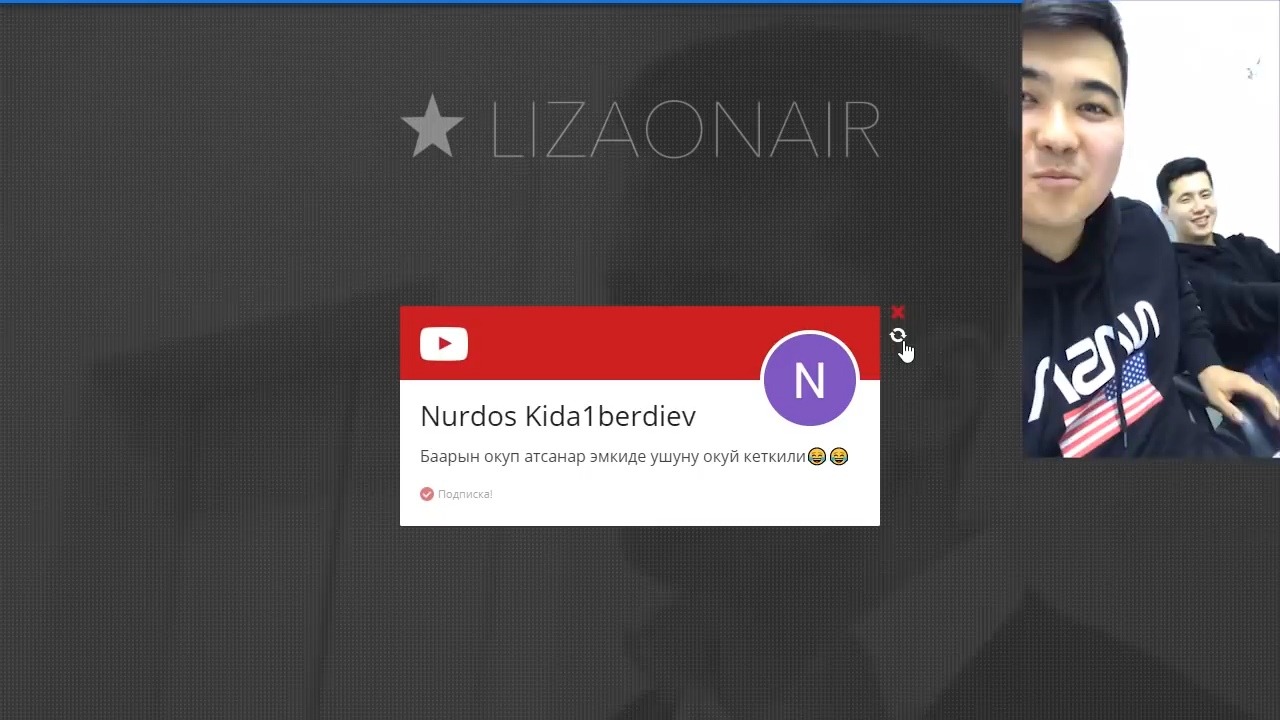 LIZAONAIR
N
Nurdos Kida1berdiev
Баарын окуп атсанар эмкиде ушуну окуй кеткили😂😂
Подписка!